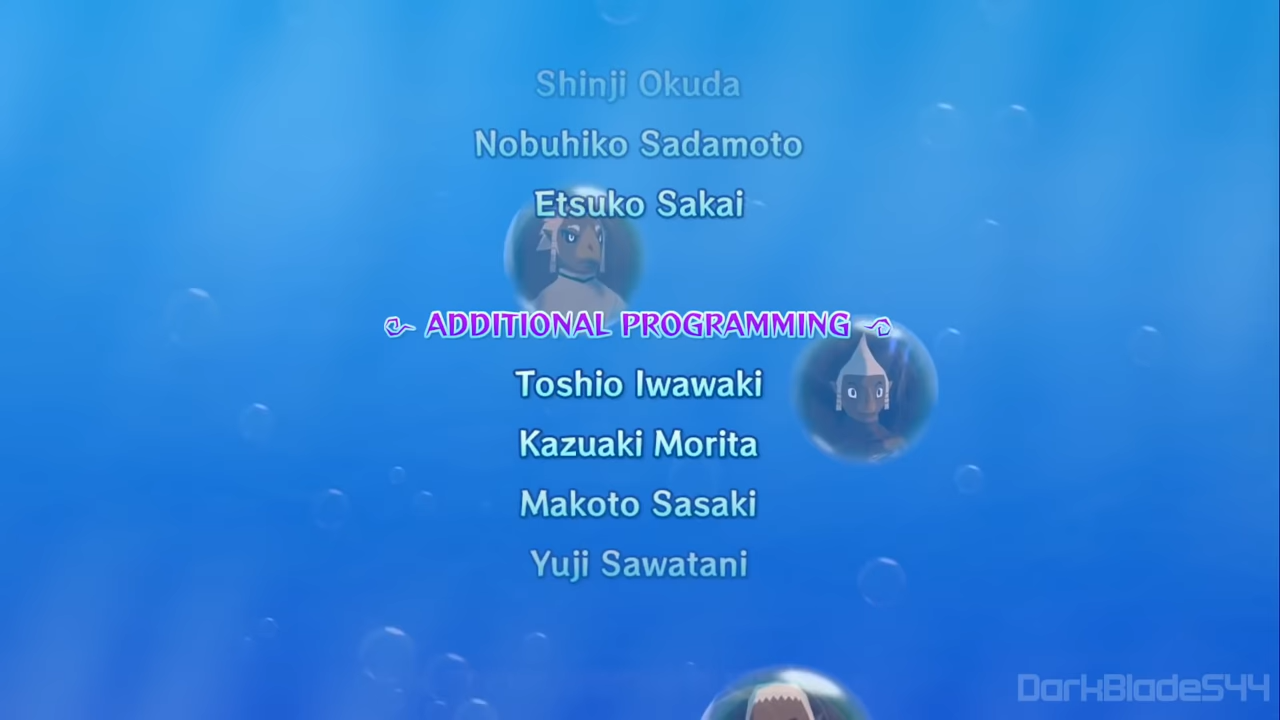 Shinji Okuda
Nobuhiko Sadamoto
Etsuko Sakai
ADDITIONAL PROGRAMMING
Toshio Iwawaki
Kazuaki Morita
Makoto Sasaki
Yuji Sawatani
DarkBlade544